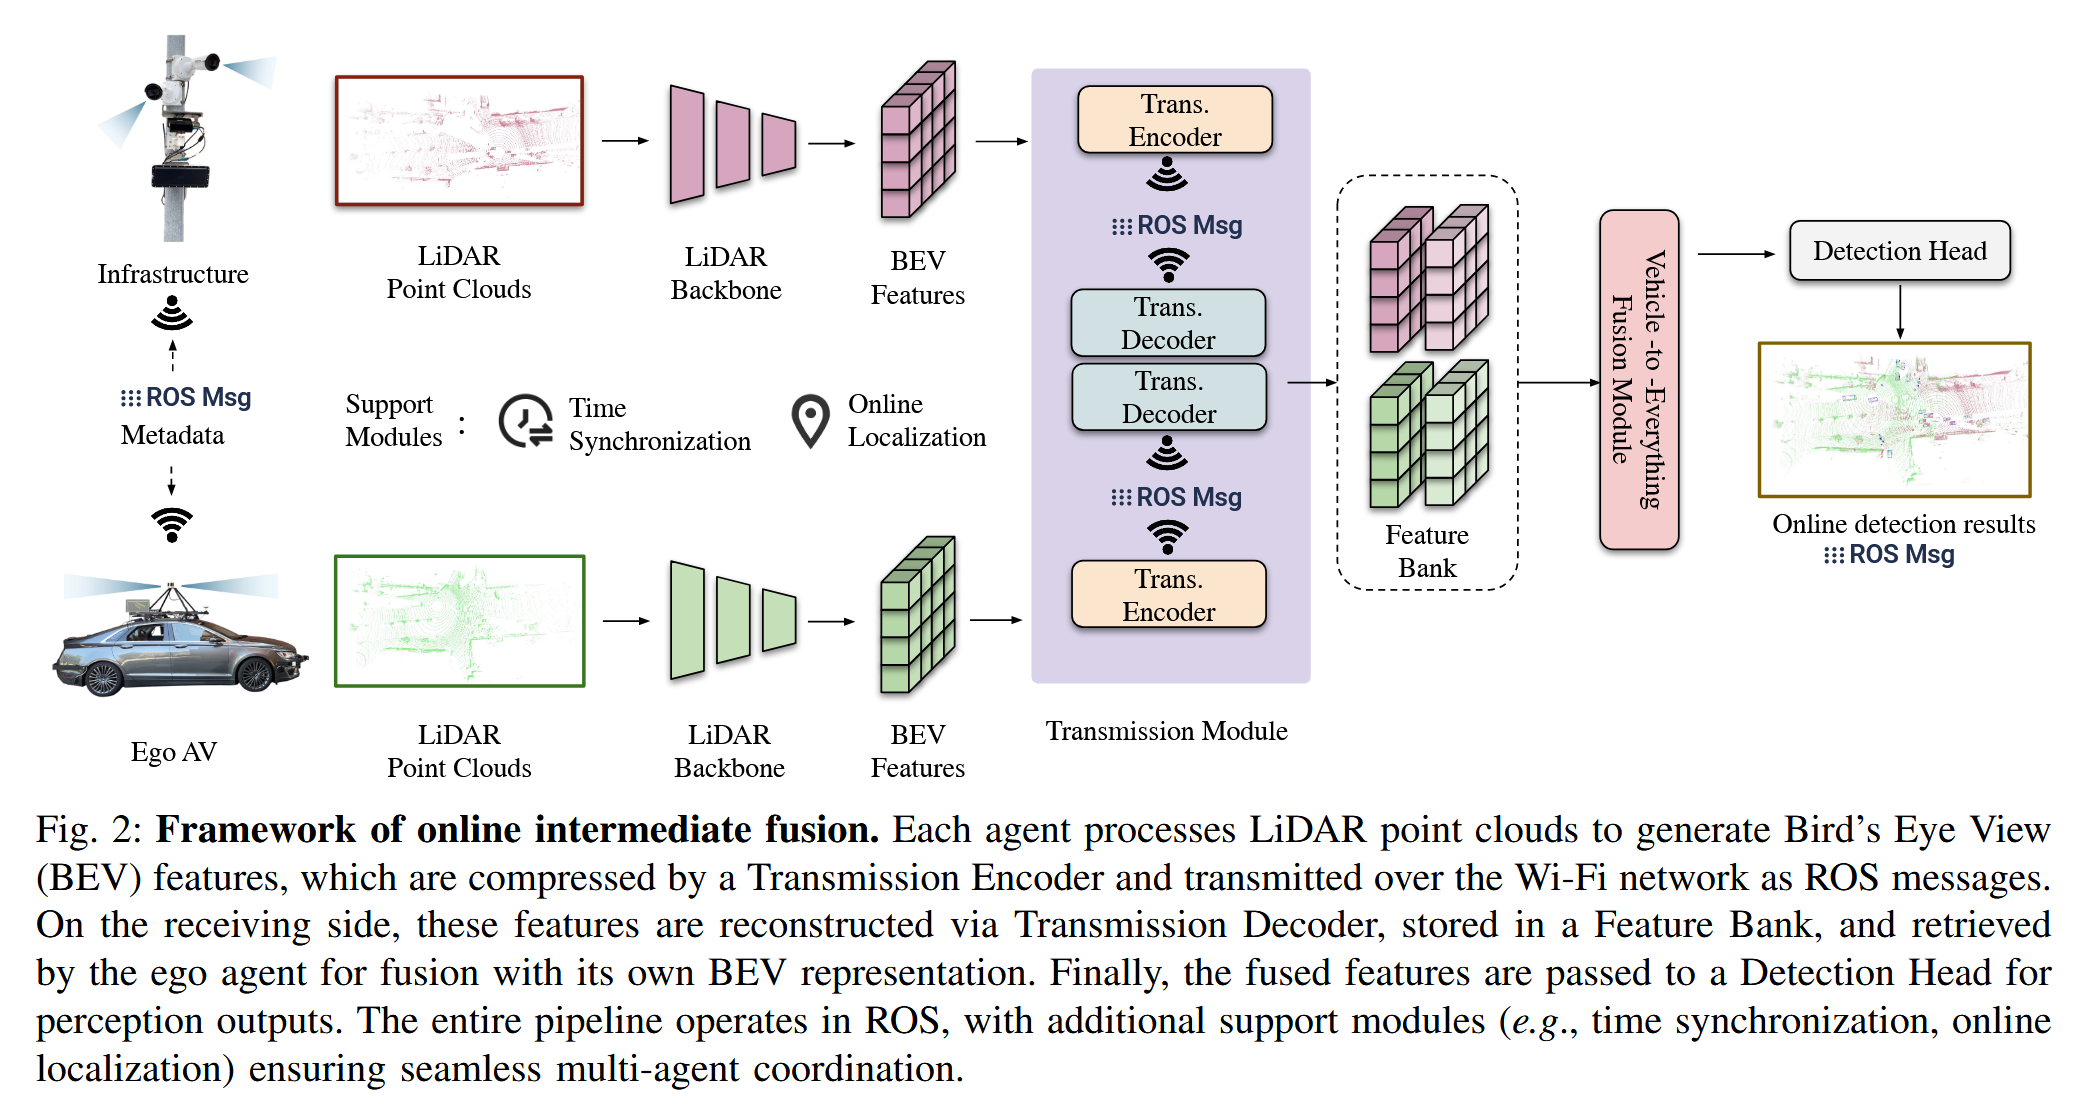 Infrastructure
ROS Msg
Metadata
Ego AV
LiDAR
Point Clouds
LiDAR
Backbone
BEV
Features
Support
Modules :
Time
Synchronization
Online
Localization
LiDAR
Point Clouds
LiDAR
Backbone
BEV
Features
Trans.
Encoder
ROS Msg
Trans.
Decoder
Trans.
Decoder
ROS Msg
Trans.
Encoder
Transmission Module
Feature
Bank
Vehicle -to -Everything
Fusion Module
Detection Head
Online detection results
ROS Msg
Fig. 2: Framework of online intermediate fusion. Each agent processes LiDAR point clouds to generate Bird's Eye View
(BEV) features, which are compressed by a Transmission Encoder and transmitted over the Wi-Fi network as ROS messages.
On the receiving side, these features are reconstructed via Transmission Decoder, stored in a Feature Bank, and retrieved
by the ego agent for fusion with its own BEV representation. Finally, the fused features are passed to a Detection Head for
perception outputs. The entire pipeline operates in ROS, with additional support modules (e.g., time synchronization, online
localization) ensuring seamless multi-agent coordination.